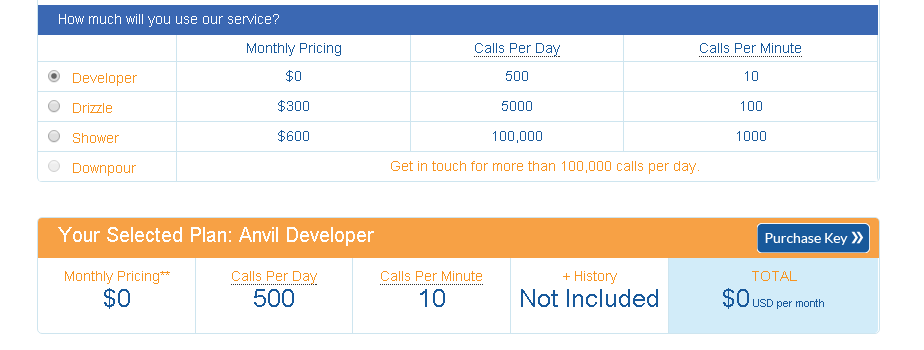 How much will you use our service?
Monthly Pricing Calls Per Day Calls Per Minute
Developer $0 500 10
Drizzle $300 5000 100
Shower $600 100,000 1000
Downpour Get in touch for more than 100,000 calls per day.
Your Selected Plan: Anvil Developer Purchase Key ⟫
Monthly Pricing** Calls Per Day Calls Per Minute + History TOTAL
$0 500 10 Not Included $0 USD per month